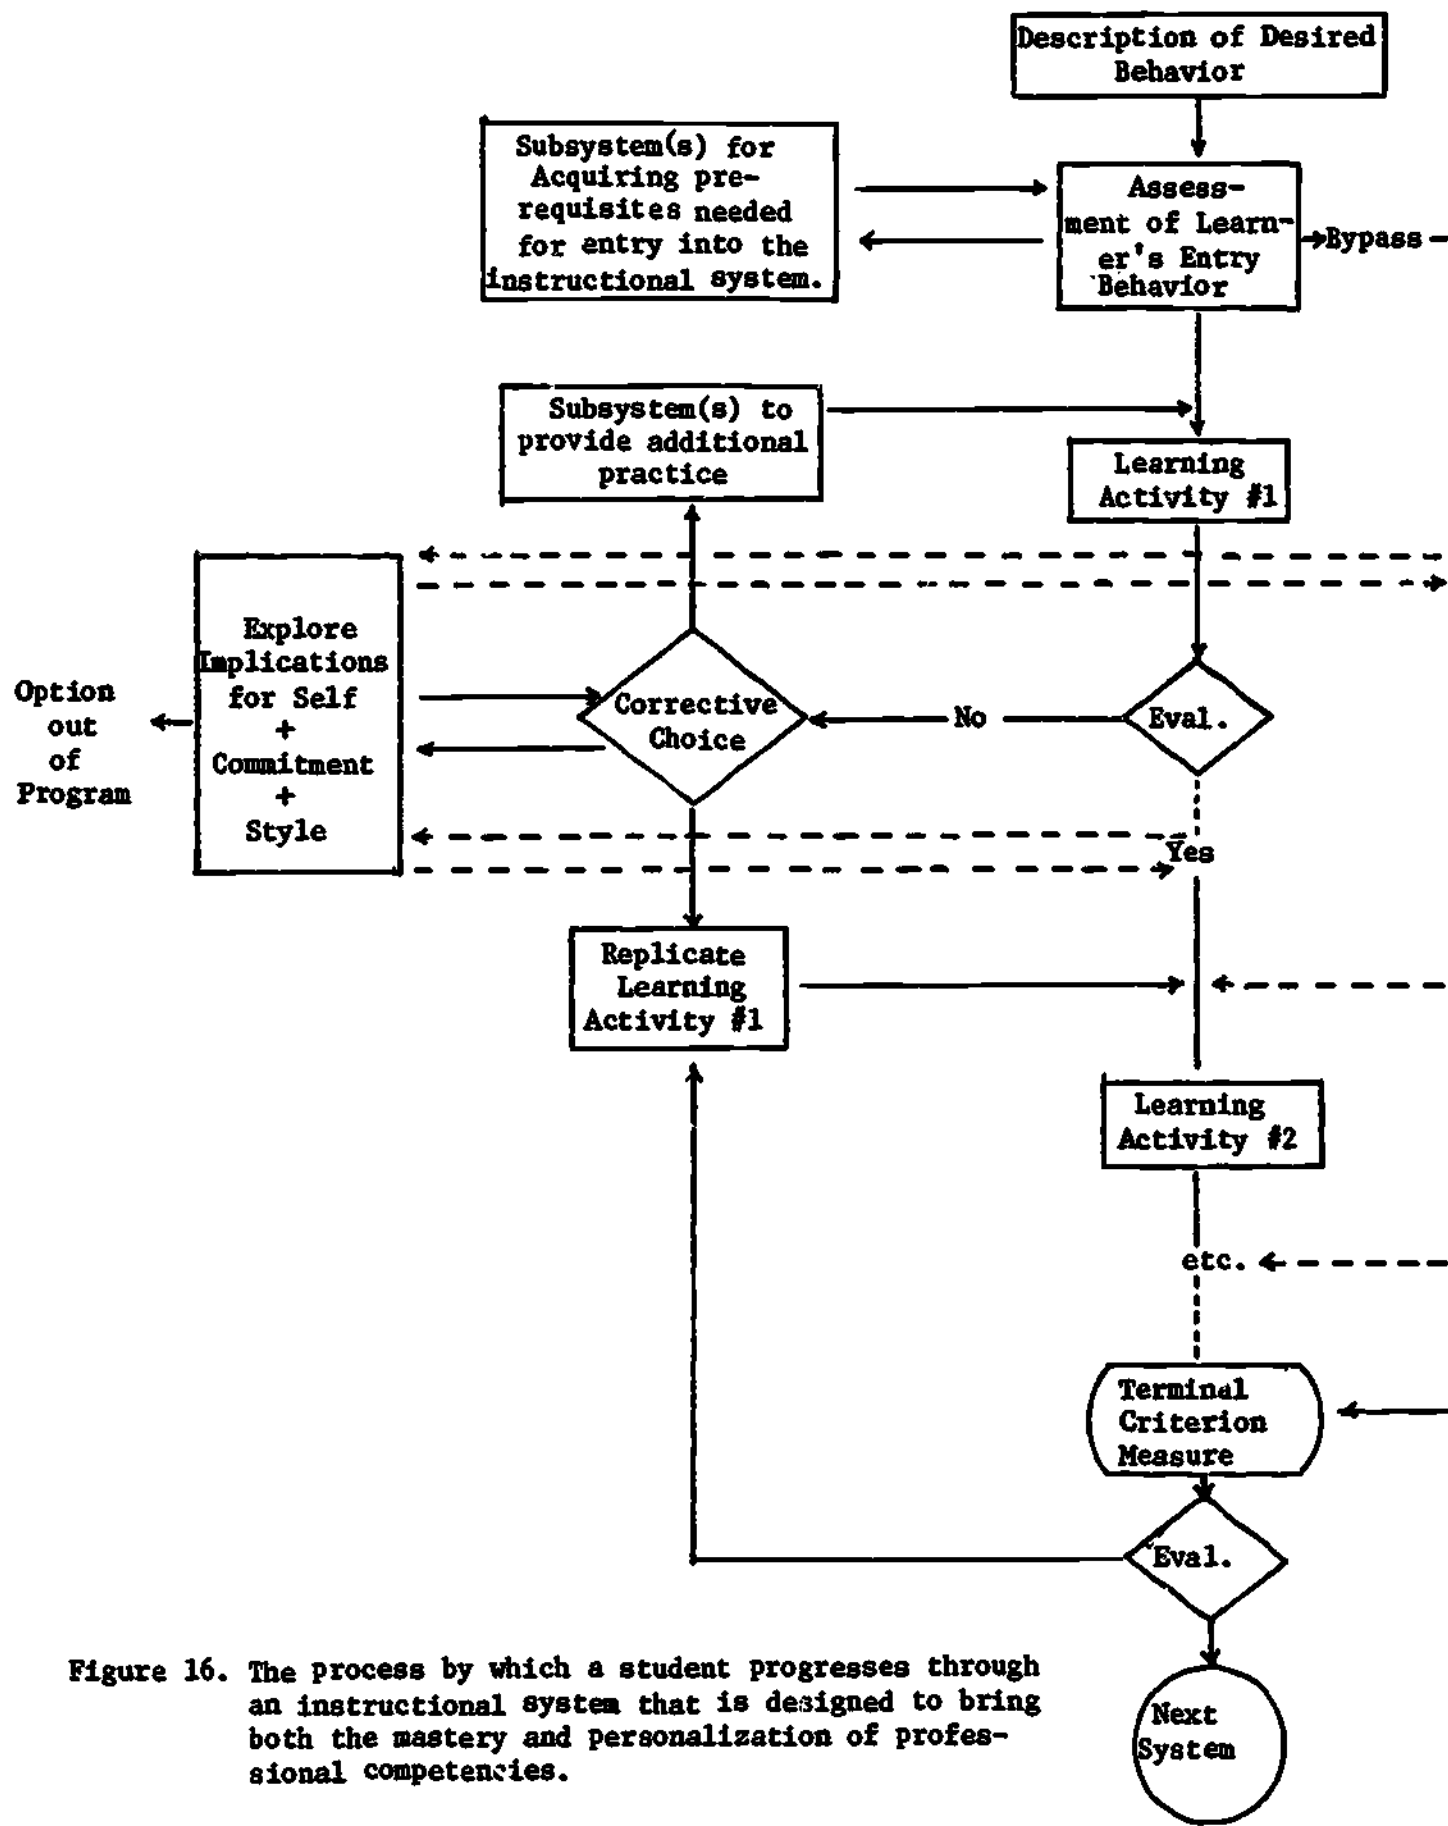 Description of Desired
Behavior
Subsystem(s) for
Acquiring pre-
requisites needed
for entry into the
instructional system.
Assess-
ment of Learn-
er's Entry
Behavior
Bypass
Subsystem(s) to
provide additional
practice
Learning
Activity #1
Explore
Implications
for Self
+
Commitment
+
Style
Option
out
of
Program
Corrective
Choice
No
Eval.
Yes
Replicate
Learning
Activity #1
Learning
Activity #2
etc.
Terminal
Criterion
Measure
Eval.
Next
System
Figure 16. The process by which a student progresses through
an instructional system that is designed to bring
both the mastery and personalization of profes-
sional competencies.